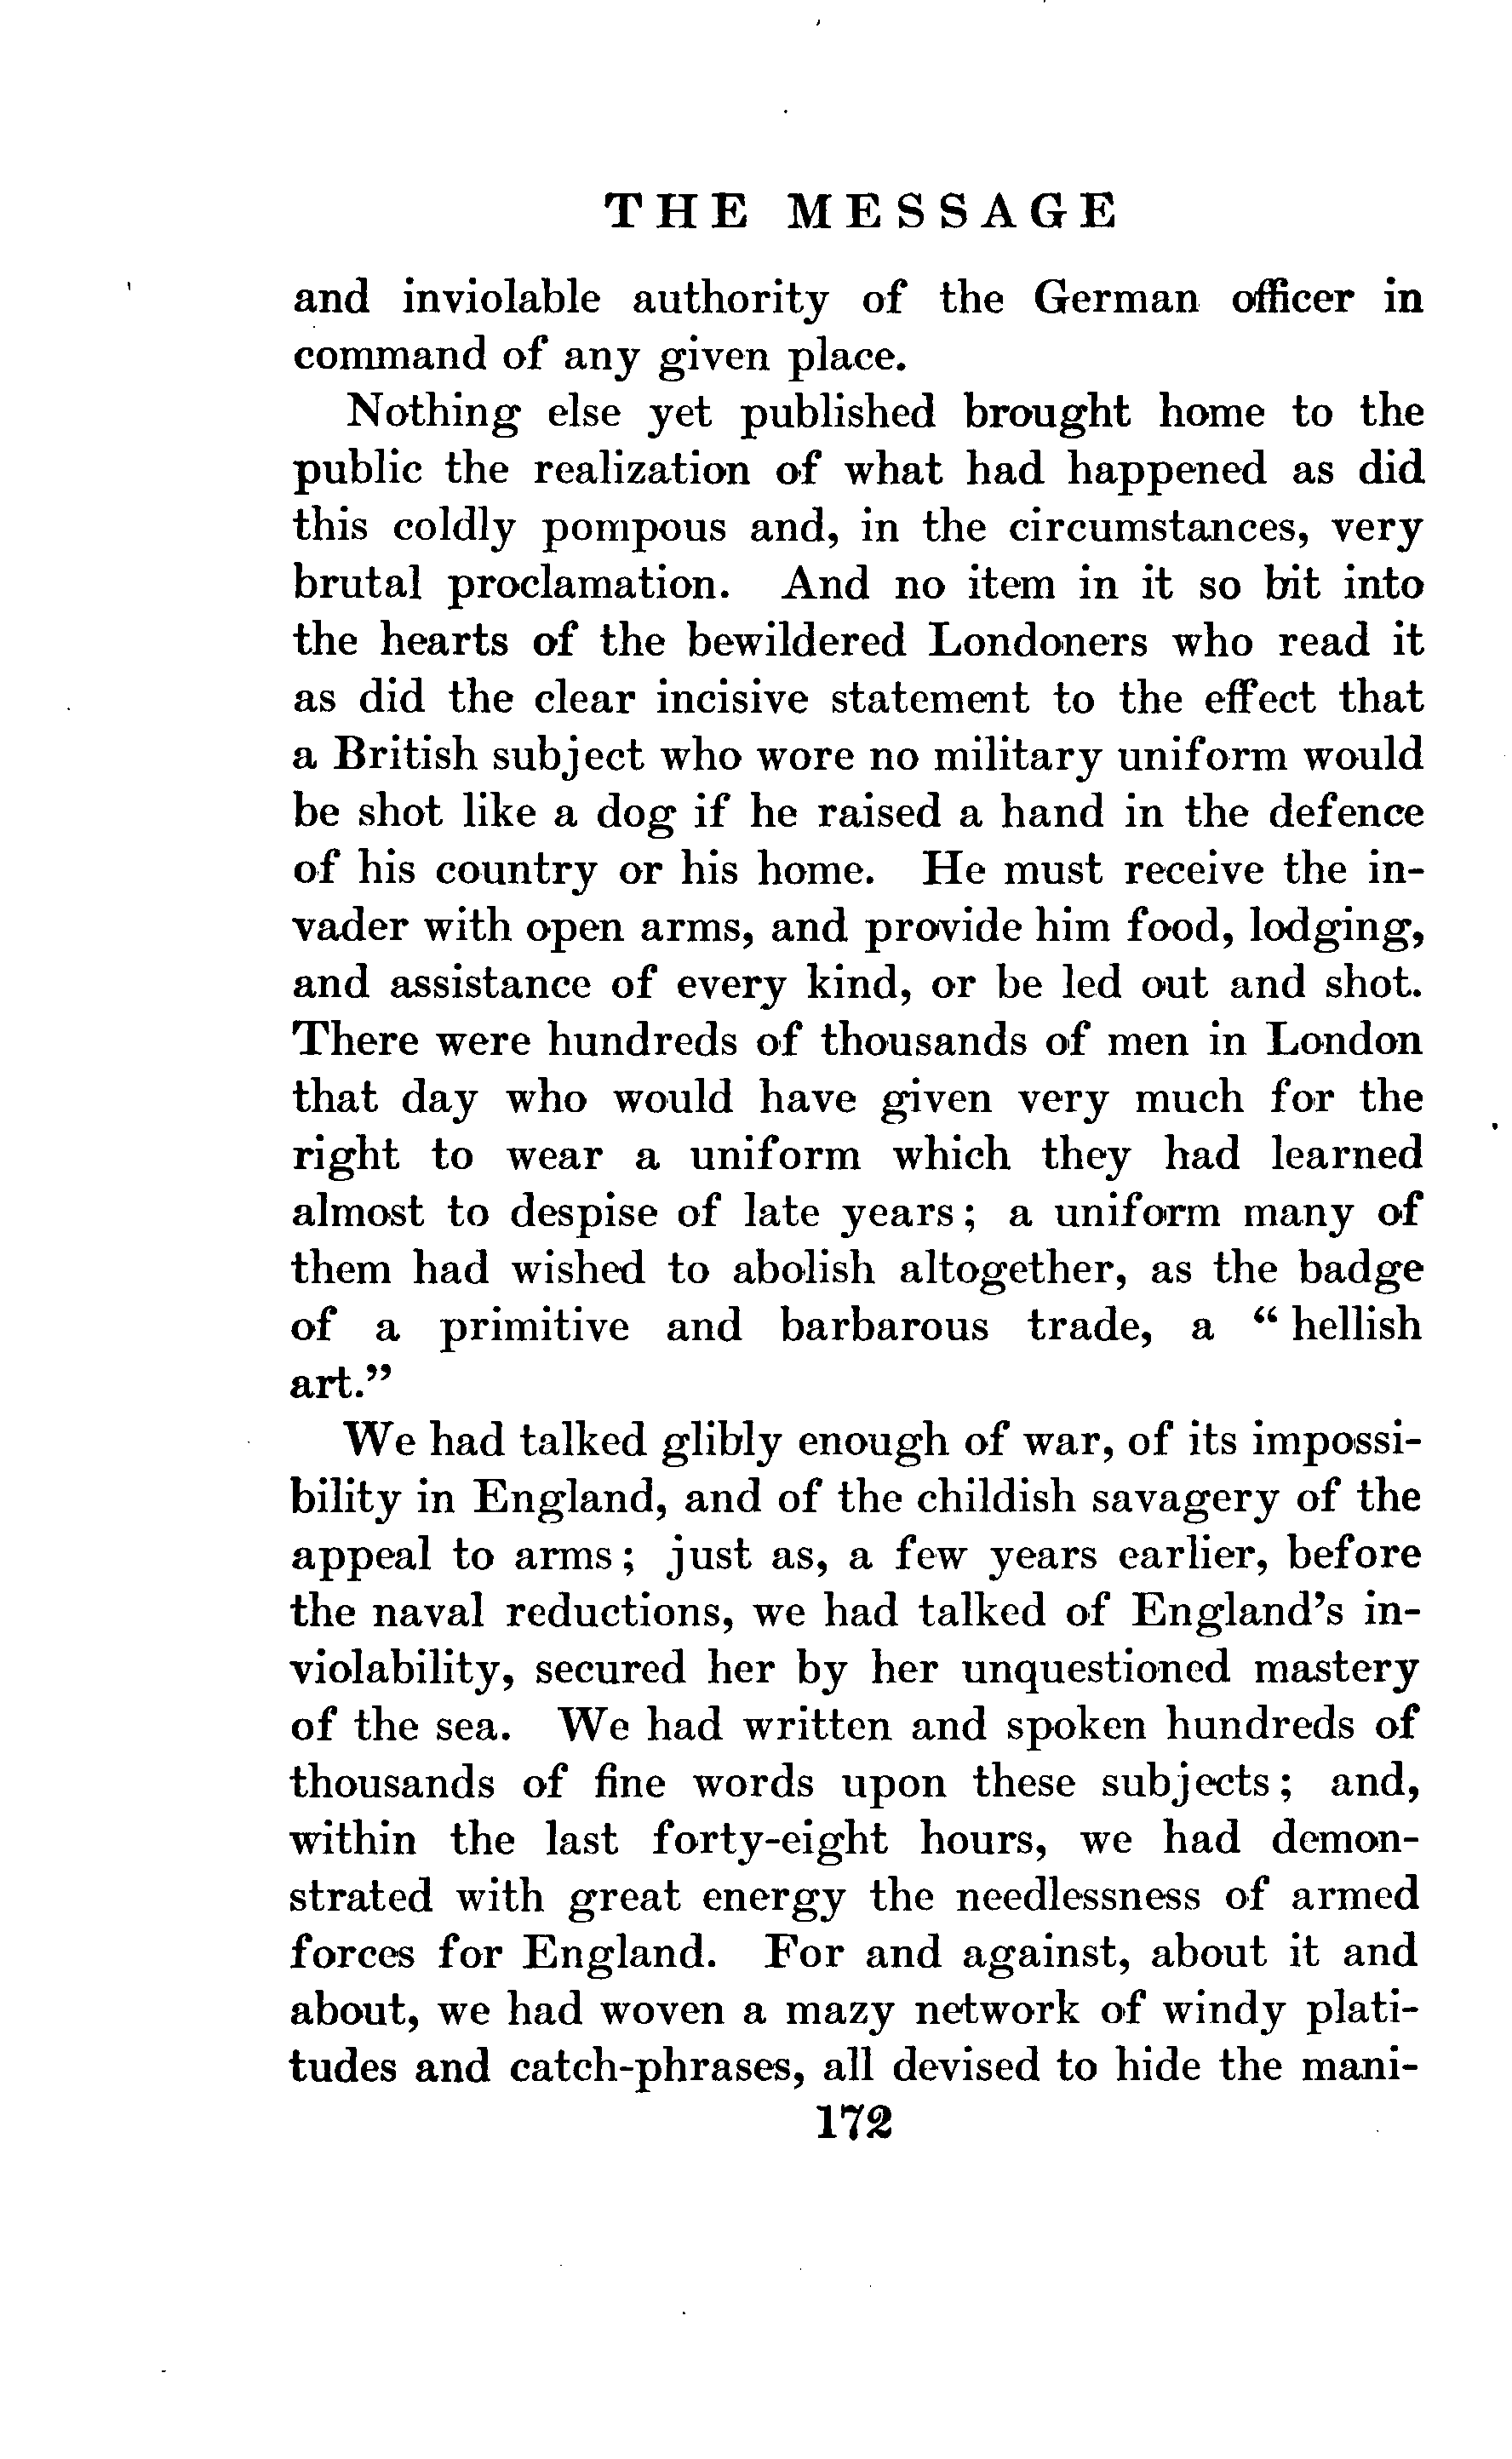 THE MESSAGE
and inviolable authority of the German officer in
command of any given place.
Nothing else yet published brought home to the
public the realization of what had happened as did
this coldly pompous and, in the circumstances, very
brutal proclamation. And no item in it so bit into
the hearts of the bewildered Londoners who read it
as did the clear incisive statement to the effect that
a British subject who wore no military uniform would
be shot like a dog if he raised a hand in the defence
of his country or his home. He must receive the in-
vader with open arms, and provide him food, lodging,
and assistance of every kind, or be led out and shot.
There were hundreds of thousands of men in London
that day who would have given very much for the
right to wear a uniform which they had learned
almost to despise of late years; a uniform many of
them had wished to abolish altogether, as the badge
of a primitive and barbarous trade, a "hellish
art."
We had talked glibly enough of war, of its impossi-
bility in England, and of the childish savagery of the
appeal to arms; just as, a few years earlier, before
the naval reductions, we had talked of England's in-
violability, secured her by her unquestioned mastery
of the sea. We had written and spoken hundreds of
thousands of fine words upon these subjects; and,
within the last forty-eight hours, we had demon-
strated with great energy the needlessness of armed
forces for England. For and against, about it and
about, we had woven a mazy network of windy plati-
tudes and catch-phrases, all devised to hide the mani-
172